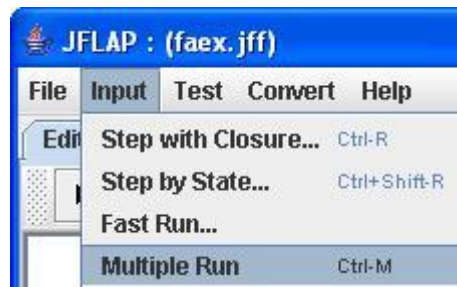 JFLAP : (faex.jff)
File Input Test Convert Help
Step with Closure... Ctrl-R
Step by State... Ctrl+Shift-R
Fast Run...
Multiple Run Ctrl-M